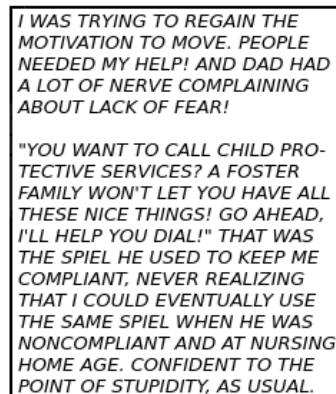 I WAS TRYING TO REGAIN THE
MOTIVATION TO MOVE. PEOPLE
NEEDED MY HELP! AND DAD HAD
A LOT OF NERVE COMPLAINING
ABOUT LACK OF FEAR!
"YOU WANT TO CALL CHILD PRO-
TECTIVE SERVICES? A FOSTER
FAMILY WON'T LET YOU HAVE ALL
THESE NICE THINGS! GO AHEAD,
I'LL HELP YOU DIAL!" THAT WAS
THE SPIEL HE USED TO KEEP ME
COMPLIANT, NEVER REALIZING
THAT I COULD EVENTUALLY USE
THE SAME SPIEL WHEN HE WAS
NONCOMPLIANT AND AT NURSING
HOME AGE. CONFIDENT TO THE
POINT OF STUPIDITY, AS USUAL.